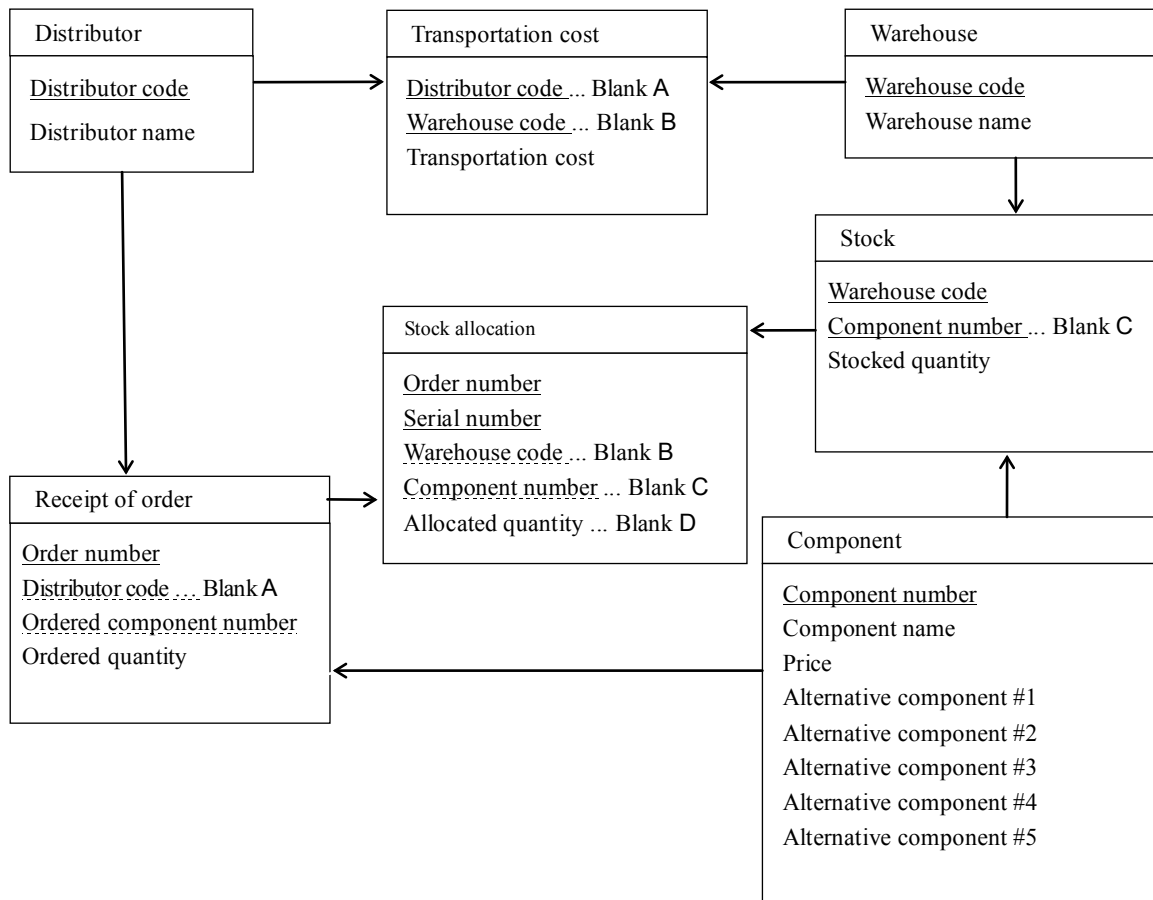 Distributor
Distributor code
Distributor name
Transportation cost
Distributor code ... Blank A
Warehouse code ... Blank B
Transportation cost
Warehouse
Warehouse code
Warehouse name
Stock
Warehouse code
Component number ... Blank C
Stocked quantity
Stock allocation
Order number
Serial number
Warehouse code ... Blank B
Component number ... Blank C
Allocated quantity ... Blank D
Receipt of order
Order number
Distributor code ... Blank A
Ordered component number
Ordered quantity
Component
Component number
Component name
Price
Alternative component #1
Alternative component #2
Alternative component #3
Alternative component #4
Alternative component #5